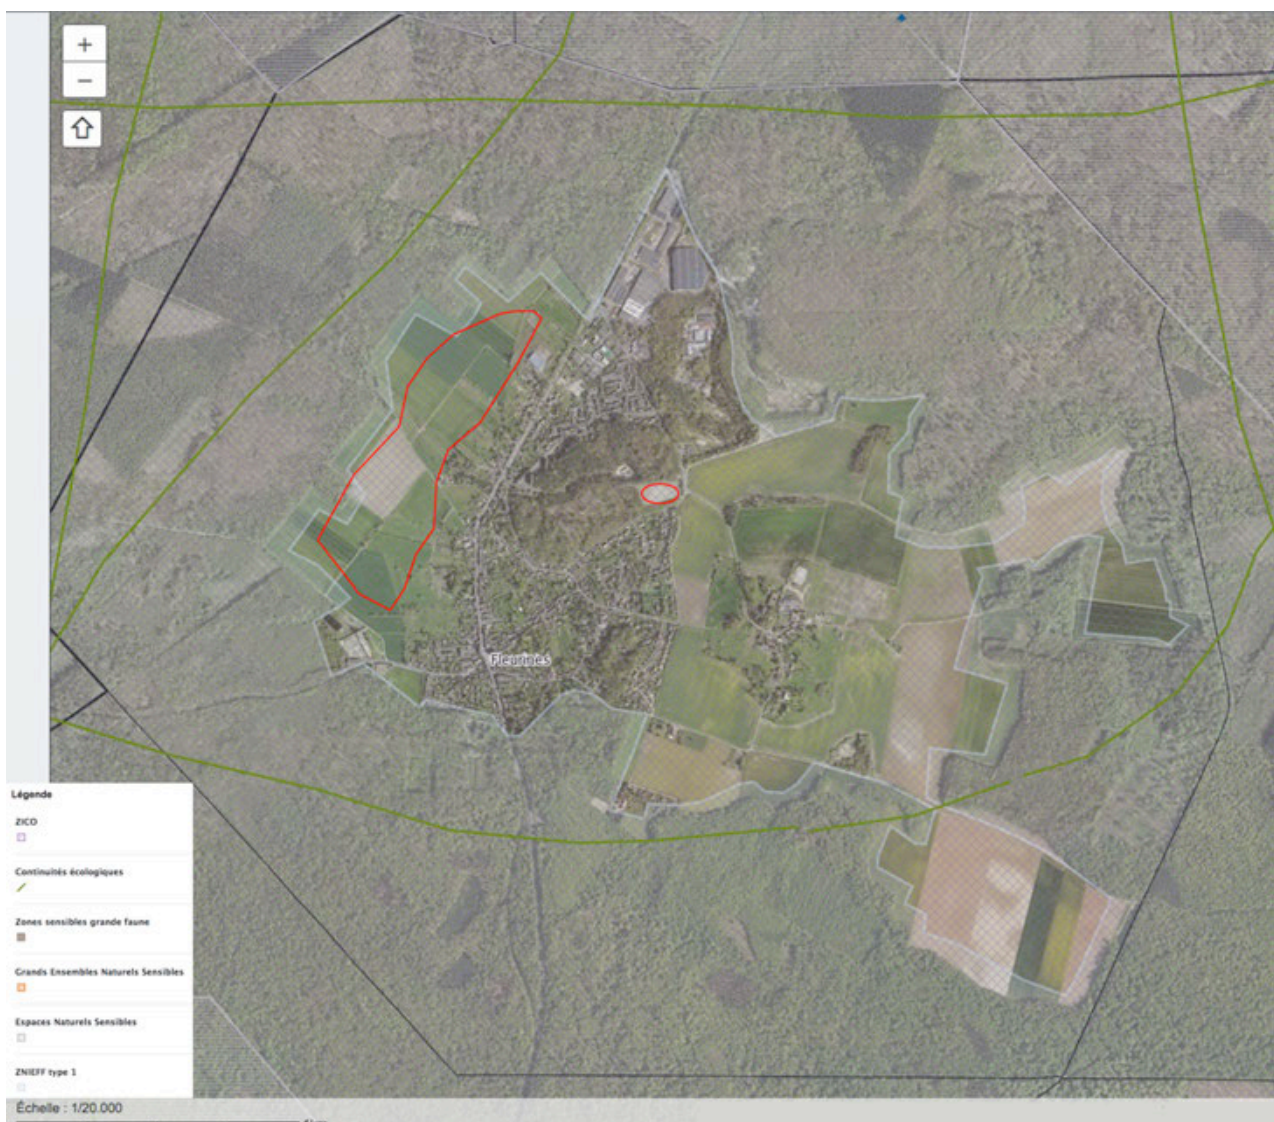 +
−
Fleurines
Légende
ZICO
Continuités écologiques
Zones sensibles grande faune
Grands Ensembles Naturels Sensibles
Espaces Naturels Sensibles
ZNIEFF type 1
Échelle : 1/20.000